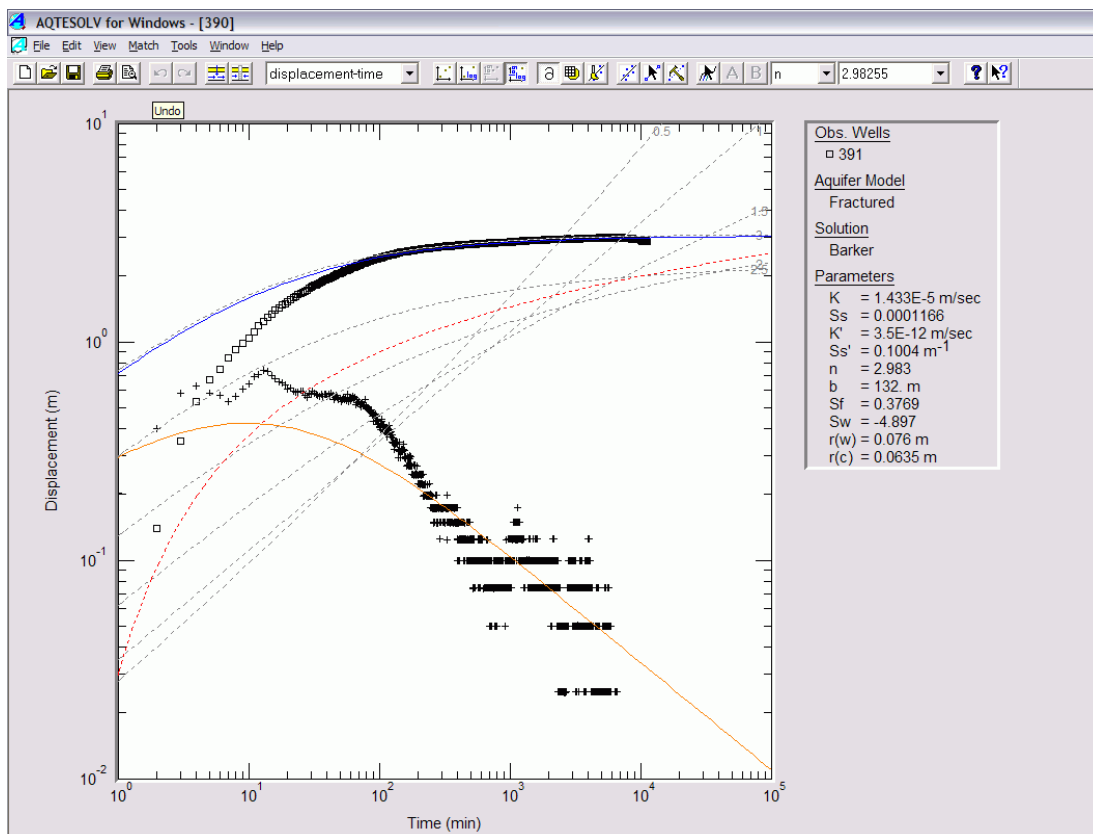 AQTESOLV for Windows - [390]
File Edit View Match Tools Window Help
displacement-time
a
A B
n
2.98255
?
?
Undo
Obs. Wells
391
Aquifer Model
Fractured
Solution
Barker
Parameters
K = 1.433E-5 m/sec
Ss = 0.0001166
K' = 3.5E-12 m/sec
Ss' = 0.1004 m-1
n = 2.983
b = 132. m
Sf = 0.3769
Sw = -4.897
r(w) = 0.076 m
r(c) = 0.0635 m
0.5
1
1.5
3
2
2.5
10^1
10^0
10^-1
10^-2
Displacement (m)
10^0 10^1 10^2 10^3 10^4 10^5
Time (min)